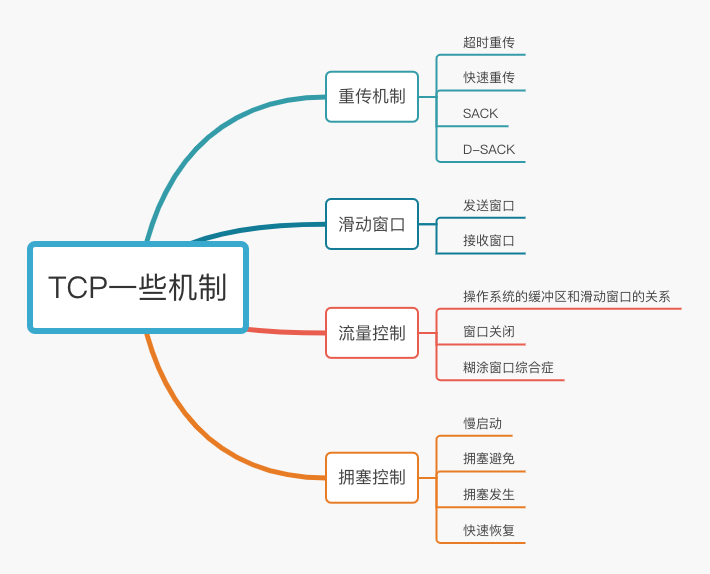 TCP一些机制
重传机制
超时重传
快速重传
SACK
D-SACK
滑动窗口
发送窗口
接收窗口
流量控制
操作系统的缓冲区和滑动窗口的关系
窗口关闭
糊涂窗口综合症
拥塞控制
慢启动
拥塞避免
拥塞发生
快速恢复